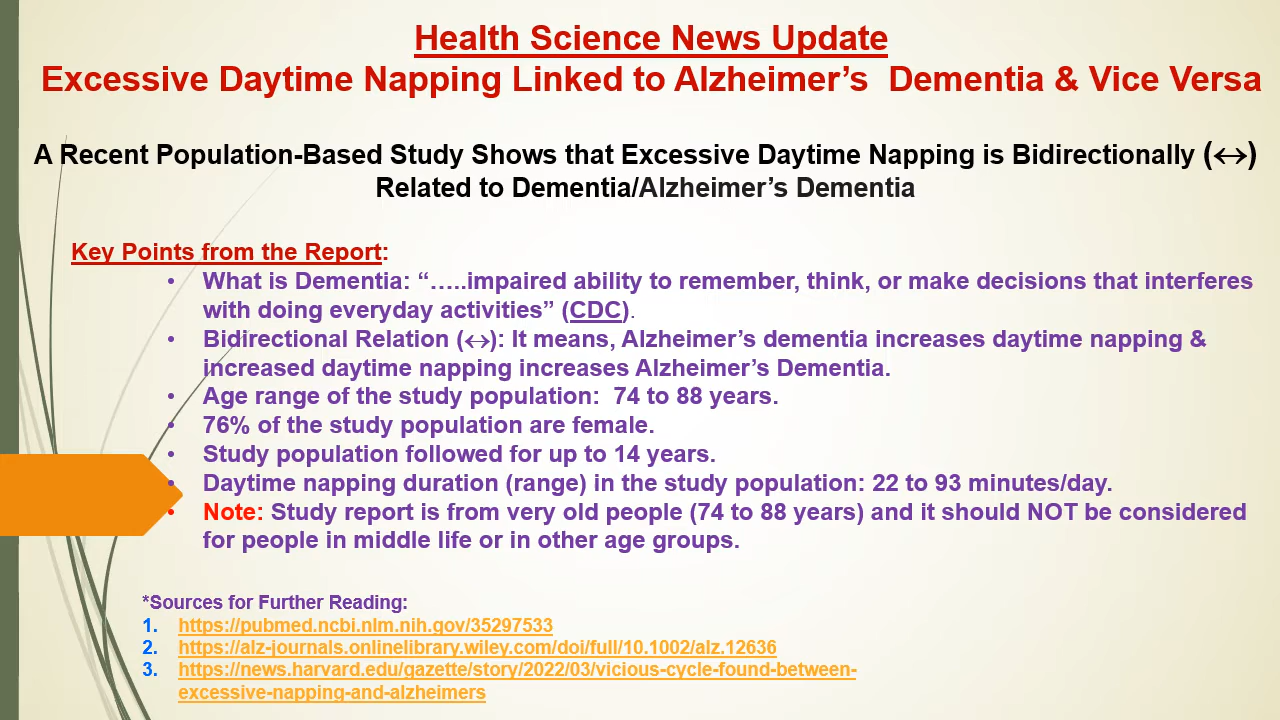 Health Science News Update
Excessive Daytime Napping Linked to Alzheimer’s  Dementia & Vice Versa
A Recent Population-Based Study Shows that Excessive Daytime Napping is Bidirectionally (↔)
Related to Dementia/Alzheimer’s Dementia
Key Points from the Report:
• What is Dementia: “…..impaired ability to remember, think, or make decisions that interferes
with doing everyday activities” (CDC).
• Bidirectional Relation (↔): It means, Alzheimer’s dementia increases daytime napping &
increased daytime napping increases Alzheimer’s Dementia.
• Age range of the study population:  74 to 88 years.
• 76% of the study population are female.
• Study population followed for up to 14 years.
• Daytime napping duration (range) in the study population: 22 to 93 minutes/day.
• Note: Study report is from very old people (74 to 88 years) and it should NOT be considered
for people in middle life or in other age groups.
*Sources for Further Reading:
1. https://pubmed.ncbi.nlm.nih.gov/35297533
2. https://alz-journals.onlinelibrary.wiley.com/doi/full/10.1002/alz.12636
3. https://news.harvard.edu/gazette/story/2022/03/vicious-cycle-found-between-
excessive-napping-and-alzheimers